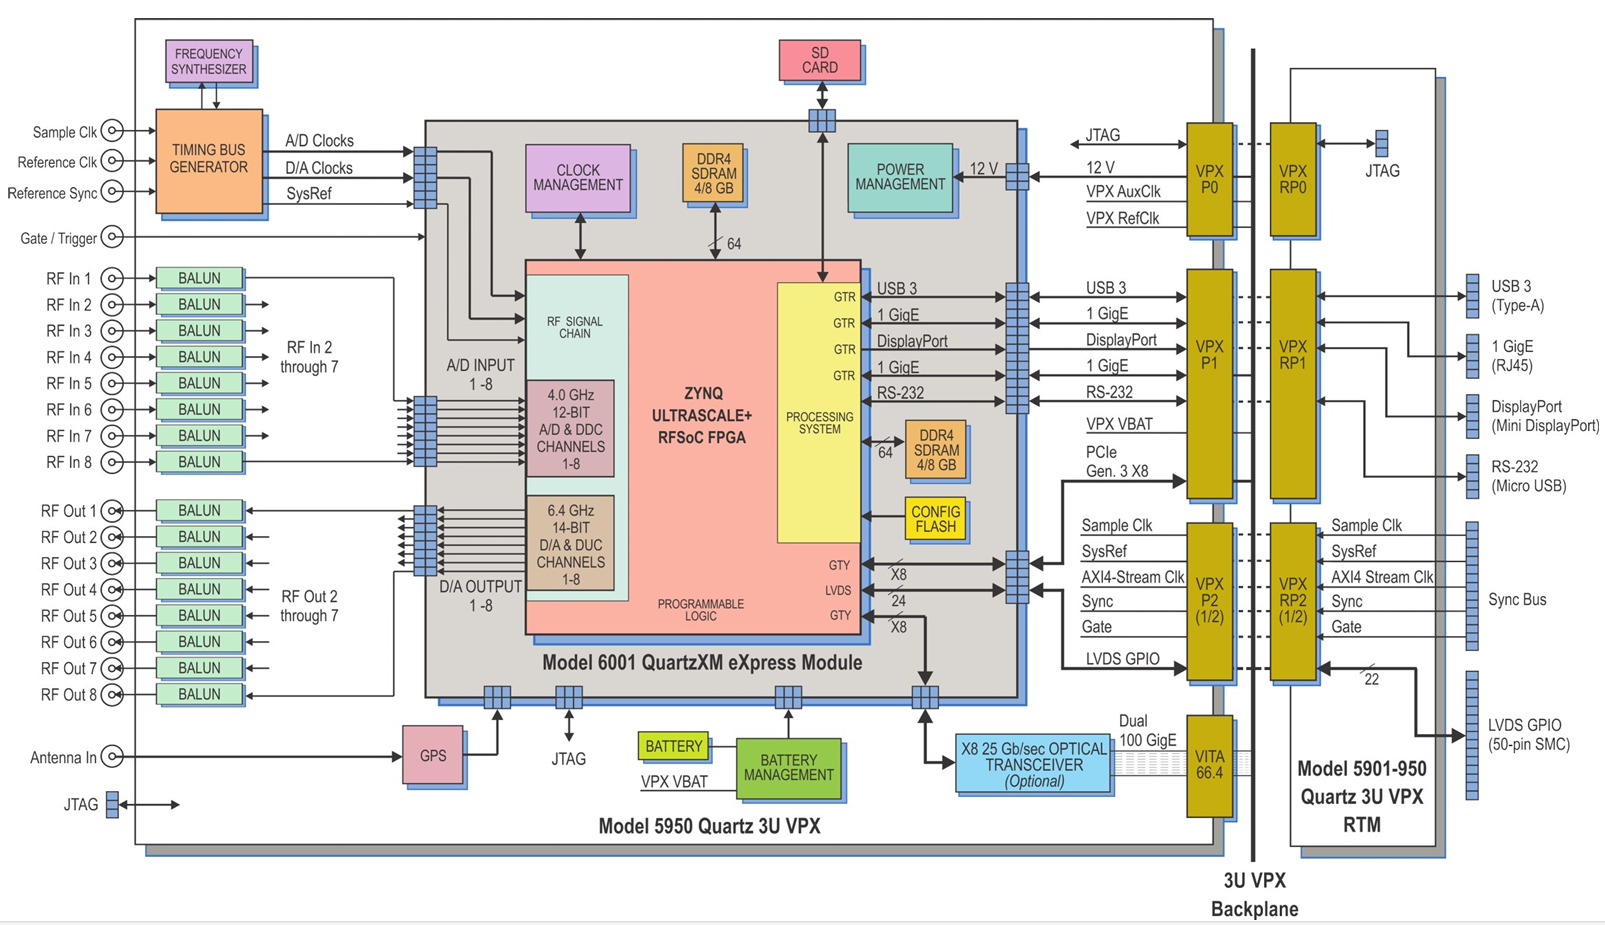 FREQUENCY
SYNTHESIZER
SD
CARD
Sample Clk
Reference Clk
Reference Sync
TIMING BUS
GENERATOR
A/D Clocks
D/A Clocks
SysRef
Gate / Trigger
CLOCK
MANAGEMENT
DDR4
SDRAM
4/8 GB
64
POWER
MANAGEMENT
12 V
JTAG
12 V
VPX AuxClk
VPX RefClk
VPX
P0
VPX
RP0
JTAG
RF In 1
RF In 2
RF In 3
RF In 4
RF In 5
RF In 6
RF In 7
RF In 8
BALUN
BALUN
BALUN
BALUN
BALUN
BALUN
BALUN
BALUN
RF In 2
through 7
A/D INPUT
1 -8
RF SIGNAL
CHAIN
4.0 GHz
12-BIT
A/D & DDC
CHANNELS
1-8
ZYNQ
ULTRASCALE+
RFSoC FPGA
PROCESSING
SYSTEM
GTR
GTR
GTR
GTR
USB 3
1 GigE
DisplayPort
1 GigE
RS-232
64
DDR4
SDRAM
4/8 GB
CONFIG
FLASH
USB 3
1 GigE
DisplayPort
1 GigE
RS-232
VPX VBAT
PCIe
Gen. 3 X8
VPX
P1
VPX
RP1
USB 3
(Type-A)
1 GigE
(RJ45)
DisplayPort
(Mini DisplayPort)
RS-232
(Micro USB)
RF Out 1
RF Out 2
RF Out 3
RF Out 4
RF Out 5
RF Out 6
RF Out 7
RF Out 8
BALUN
BALUN
BALUN
BALUN
BALUN
BALUN
BALUN
BALUN
RF Out 2
through 7
6.4 GHz
14-BIT
D/A & DUC
CHANNELS
1-8
D/A OUTPUT
1 -8
PROGRAMMABLE
LOGIC
GTY
LVDS
GTY
X8
24
X8
Model 6001 QuartzXM eXpress Module
Sample Clk
SysRef
AXI4-Stream Clk
Sync
Gate
LVDS GPIO
VPX
P2
(1/2)
VPX
RP2
(1/2)
Sample Clk
SysRef
AXI4 Stream Clk
Sync
Gate
22
Sync Bus
LVDS GPIO
(50-pin SMC)
Antenna In
GPS
JTAG
JTAG
BATTERY
VPX VBAT
BATTERY
MANAGEMENT
X8 25 Gb/sec OPTICAL
TRANSCEIVER
(Optional)
Dual
100 GigE
VITA
66.4
Model 5950 Quartz 3U VPX
Model 5901-950
Quartz 3U VPX
RTM
3U VPX
Backplane